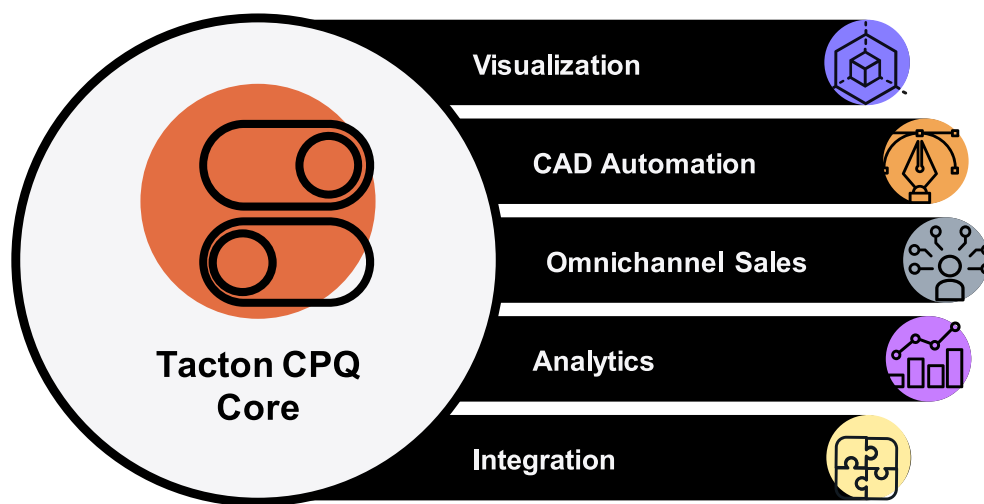 Tacton CPQ
Core
Visualization
CAD Automation
Omnichannel Sales
Analytics
Integration